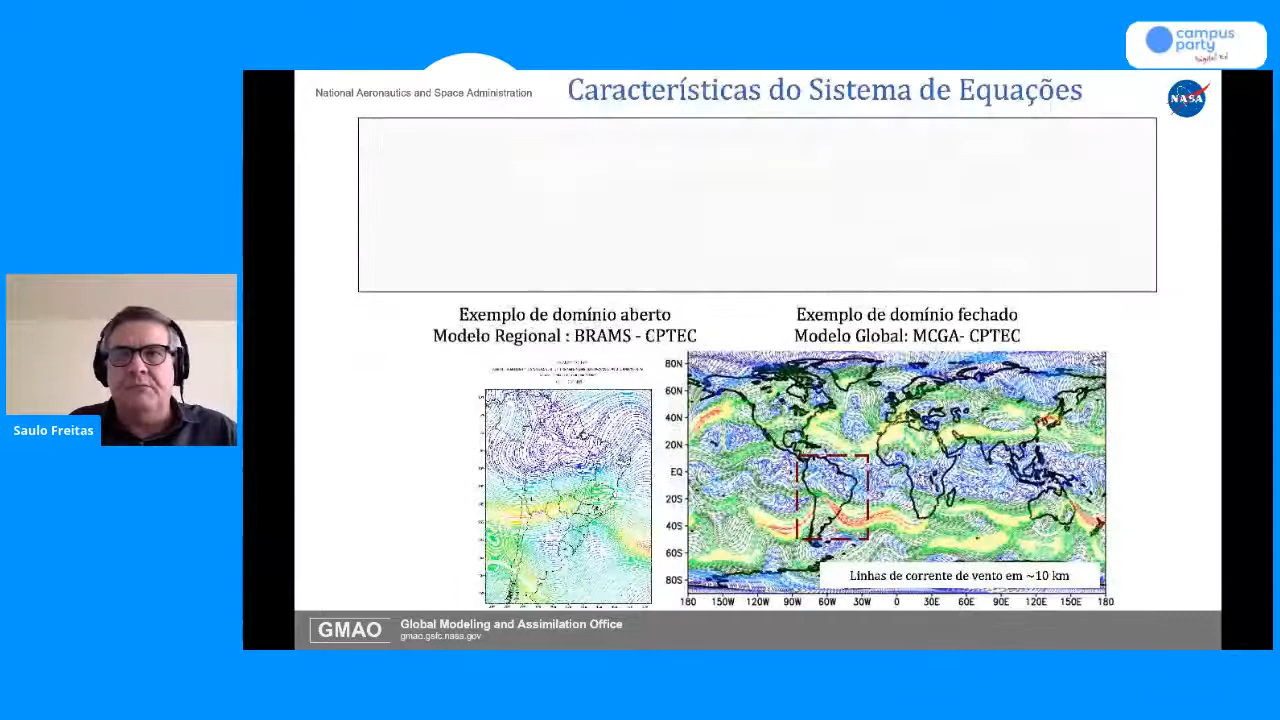 campus
party
National Aeronautics and Space Administration
Características do Sistema de Equações
NASA
Exemplo de domínio aberto
Modelo Regional : BRAMS - CPTEC
Exemplo de domínio fechado
Modelo Global: MCGA- CPTEC
80N
60N
40N
20N
EQ
20S
40S
60S
80S
Linhas de corrente de vento em ~10 km
180 150W 120W 90W 60W 30W 0 30E 60E 90E 120E 150E 180
Saulo Freitas
GMAO
Global Modeling and Assimilation Office
gmao.gsfc.nasa.gov